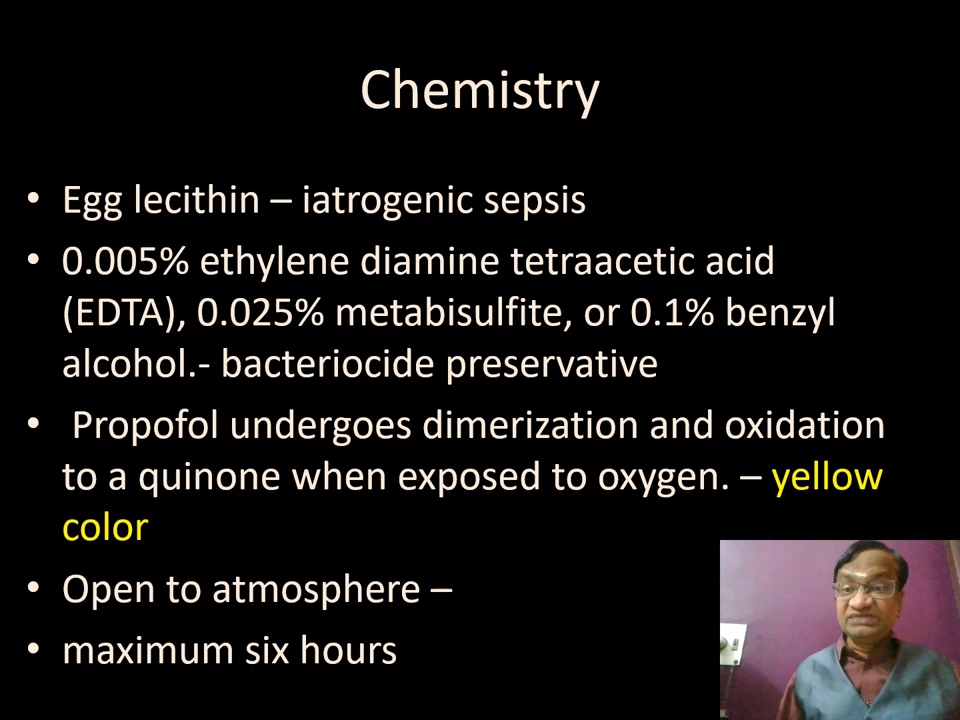 Chemistry
• Egg lecithin – iatrogenic sepsis
• 0.005% ethylene diamine tetraacetic acid
(EDTA), 0.025% metabisulfite, or 0.1% benzyl
alcohol.- bacteriocide preservative
• Propofol undergoes dimerization and oxidation
to a quinone when exposed to oxygen. – yellow
color
• Open to atmosphere –
• maximum six hours